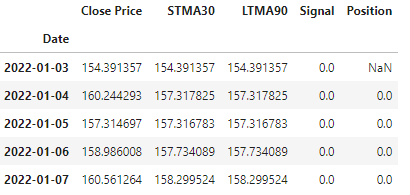 Close Price STMA30 LTMA90 Signal Position
Date
2022-01-03 154.391357 154.391357 154.391357 0.0 NaN
2022-01-04 160.244293 157.317825 157.317825 0.0 0.0
2022-01-05 157.314697 157.316783 157.316783 0.0 0.0
2022-01-06 158.986008 157.734089 157.734089 0.0 0.0
2022-01-07 160.561264 158.299524 158.299524 0.0 0.0